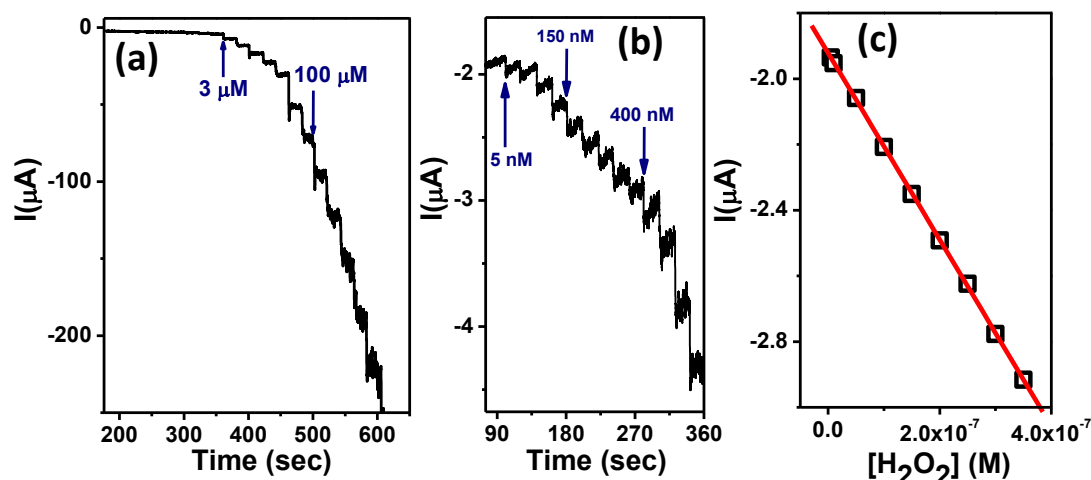 (a)
0
-100
-200
I(μA)
3 μM
100 μM
200 300 400 500 600
Time (sec)
(b)
-2
-3
-4
I(μA)
150 nM
5 nM
400 nM
90 180 270 360
Time (sec)
(c)
-2.0
-2.4
-2.8
I(μA)
0.0 2.0x10⁻⁷ 4.0x10⁻⁷
[H₂O₂] (M)